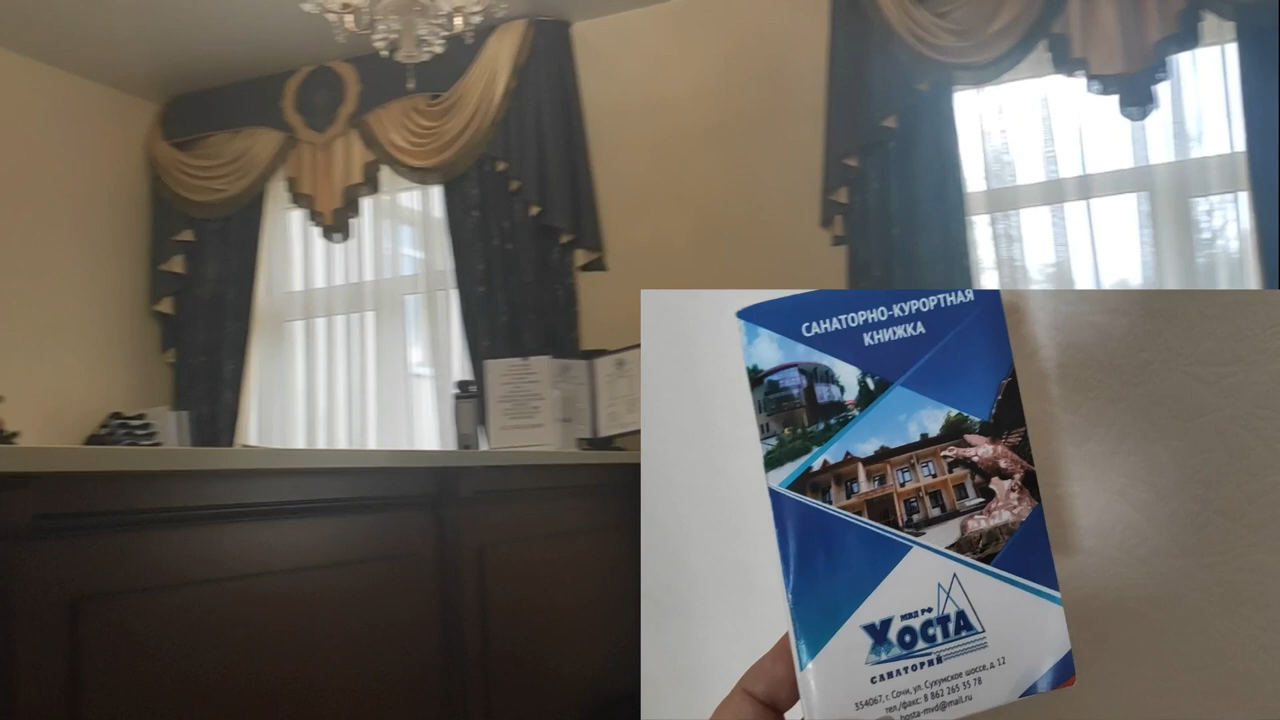 САНАТОРНО-КУРОРТНАЯ
КНИЖКА
МВД РФ
ХОСТА
САНАТОРИЙ
354067, г. Сочи, ул. Сухумское шоссе, д. 12
тел./факс: 8 862 265 35 78
hosta-mvd@mail.ru